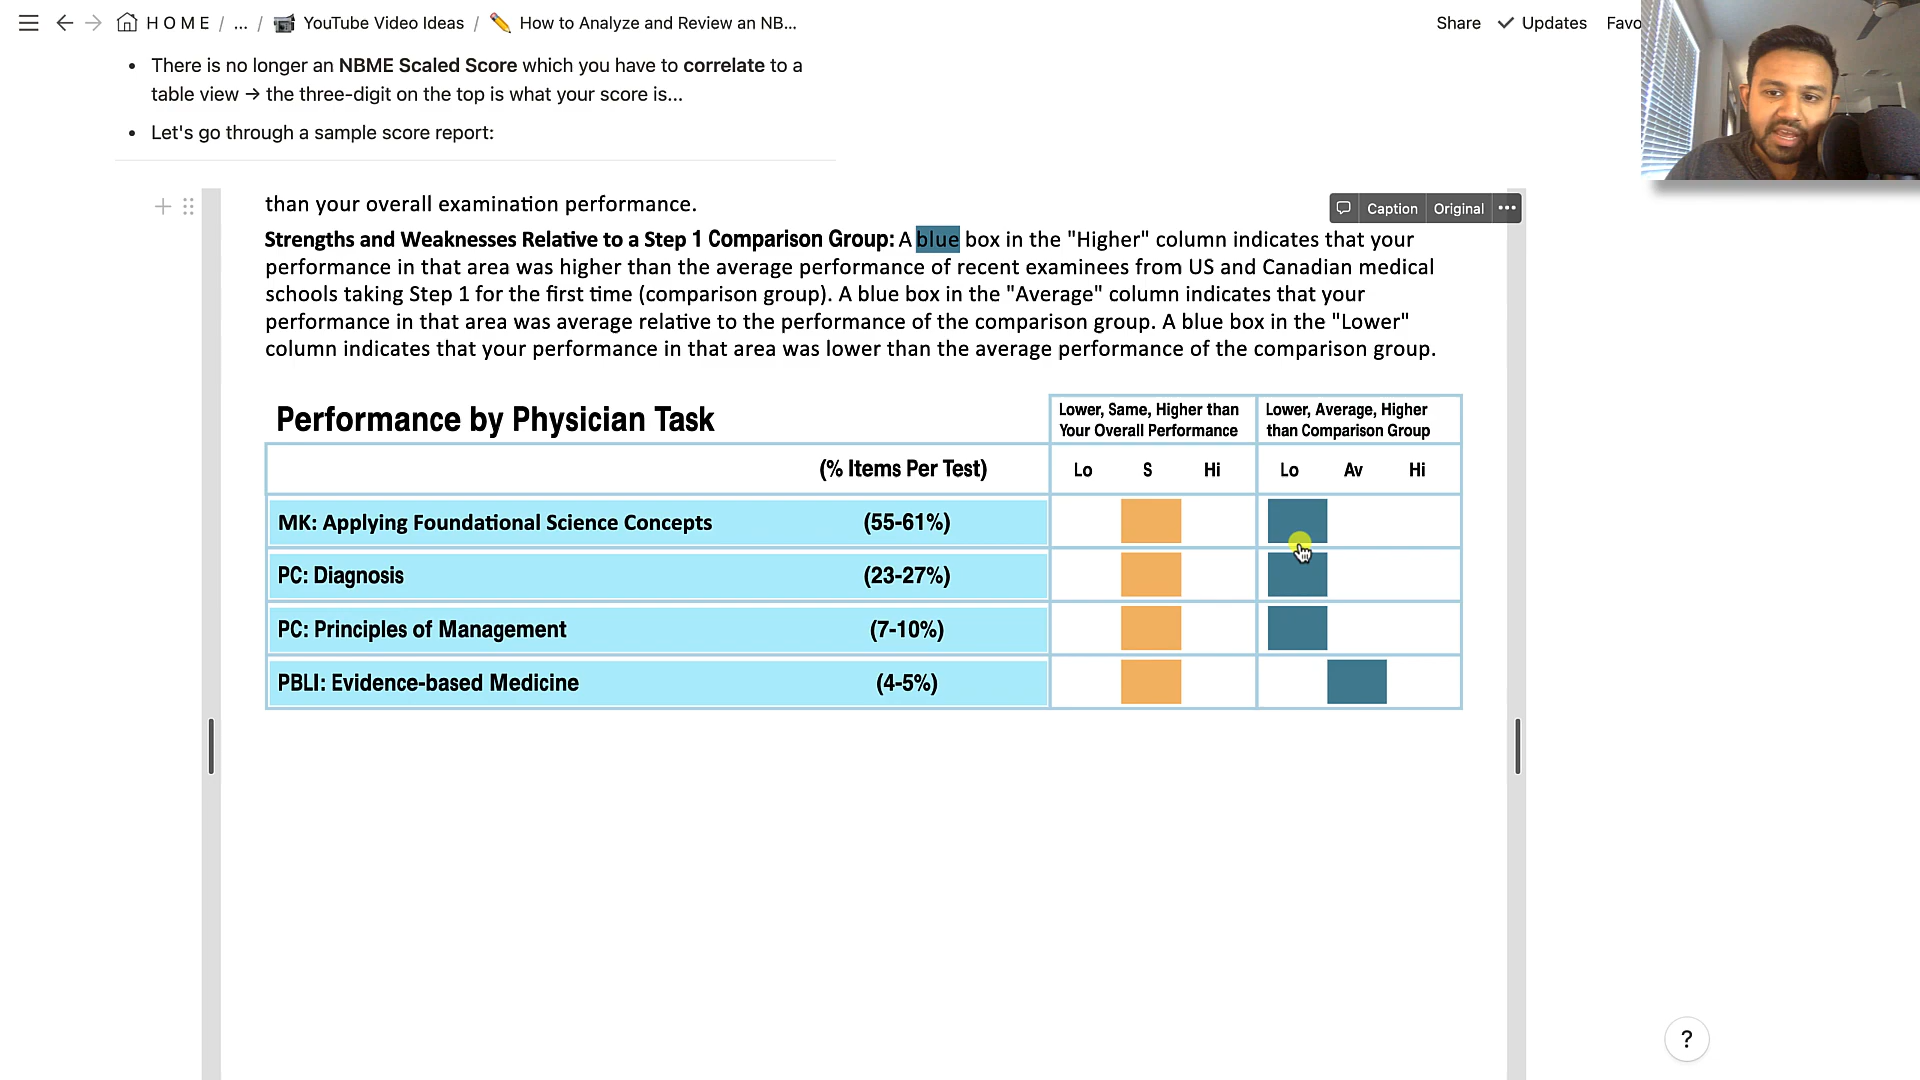 H O M E / ... / YouTube Video Ideas / How to Analyze and Review an NB...
Share Updates Favo
• There is no longer an NBME Scaled Score which you have to correlate to a
table view → the three-digit on the top is what your score is...
• Let's go through a sample score report:
than your overall examination performance.
Caption Original
Strengths and Weaknesses Relative to a Step 1 Comparison Group: A blue box in the "Higher" column indicates that your
performance in that area was higher than the average performance of recent examinees from US and Canadian medical
schools taking Step 1 for the first time (comparison group). A blue box in the "Average" column indicates that your
performance in that area was average relative to the performance of the comparison group. A blue box in the "Lower"
column indicates that your performance in that area was lower than the average performance of the comparison group.
Performance by Physician Task
Lower, Same, Higher than
Your Overall Performance
Lower, Average, Higher
than Comparison Group
(% Items Per Test) Lo S Hi Lo Av Hi
MK: Applying Foundational Science Concepts (55-61%)
PC: Diagnosis (23-27%)
PC: Principles of Management (7-10%)
PBLI: Evidence-based Medicine (4-5%)
?